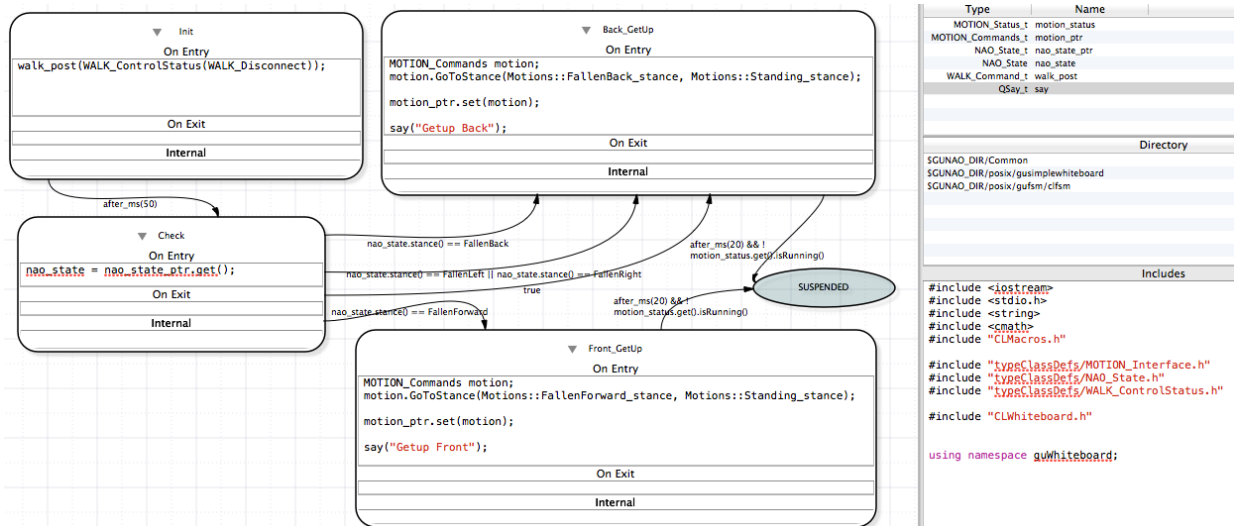 Init
On Entry
walk_post(WALK_ControlStatus(WALK_Disconnect));
On Exit
Internal
after_ms(50)
Check
On Entry
nao_state = nao_state_ptr.get();
On Exit
Internal
Back_GetUp
On Entry
MOTION_Commands motion;
motion.GoToStance(Motions::FallenBack_stance, Motions::Standing_stance);
motion_ptr.set(motion);
say("Getup Back");
On Exit
Internal
nao_state.stance() == FallenBack
nao_state.stance() == FallenLeft || nao_state.stance() == FallenRight
true
nao_state.stance() == FallenForward
after_ms(20) && !
motion_status.get().isRunning()
SUSPENDED
after_ms(20) && !
motion_status.get().isRunning()
Front_GetUp
On Entry
MOTION_Commands motion;
motion.GoToStance(Motions::FallenForward_stance, Motions::Standing_stance);
motion_ptr.set(motion);
say("Getup Front");
On Exit
Internal
Type Name
MOTION_Status_t motion_status
MOTION_Commands_t motion_ptr
NAO_State_t nao_state_ptr
NAO_State nao_state
WALK_Command_t walk_post
QSay_t say
Directory
$GUNAO_DIR/Common
$GUNAO_DIR/posix/gusimplewhiteboard
$GUNAO_DIR/posix/gufsm/clfsm
Includes
#include <iostream>
#include <stdio.h>
#include <string>
#include <cmath>
#include "CLMacros.h"
#include "typeClassDefs/MOTION_Interface.h"
#include "typeClassDefs/NAO_State.h"
#include "typeClassDefs/WALK_ControlStatus.h"
#include "CLWhiteboard.h"
using namespace guWhiteboard;